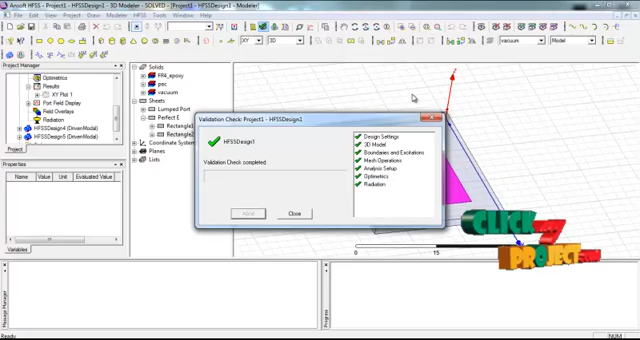 Ansoft HFSS - Project1 - HFSSDesign1 - 3D Modeler - SOLVED - [Project1 - HFSSDesign1 - Modeler]
File Edit View Project Draw Modeler HFSS Tools Window Help
XY
3D
vacuum
Model
Project Manager
Optimetrics
Results
XY Plot 1
Port Field Display
Field Overlays
Radiation
HFSSDesign4 (DrivenModal)
HFSSDesign5 (DrivenModal)
Project
Solids
FR4_epoxy
pec
vacuum
Sheets
Lumped Port
Perfect E
Rectangle1
Rectangle2
Coordinate System
Planes
Lists
Properties
Name Value Unit Evaluated Value
Variables
Validation Check: Project1 - HFSSDesign1
HFSSDesign1
Validation Check completed.
Abort
Close
Design Settings
3D Model
Boundaries and Excitations
Mesh Operations
Analysis Setup
Optimetrics
Radiation
Z
0
15
CLICK
PROJECT
Message Manager
Progress
Ready
NUM